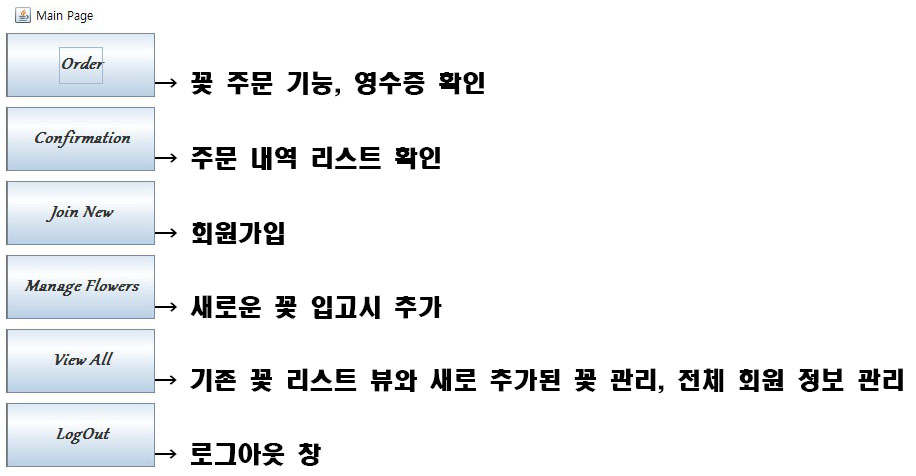 Main Page
Order
→ 꽃 주문 기능, 영수증 확인
Confirmation
→ 주문 내역 리스트 확인
Join New
→ 회원가입
Manage Flowers
→ 새로운 꽃 입고시 추가
View All
→ 기존 꽃 리스트 뷰와 새로 추가된 꽃 관리, 전체 회원 정보 관리
LogOut
→ 로그아웃 창